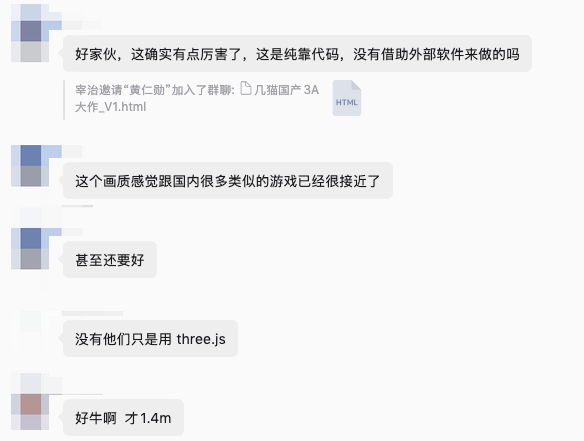 好家伙，这确实有点厉害了，这是纯靠代码，没有借助外部软件来做的吗
宰治邀请“黄仁勋”加入了群聊: 几猫国产 3A
大作_V1.html
HTML
这个画质感觉跟国内很多类似的游戏已经很接近了
甚至还要好
没有他们只是用 three.js
好牛啊 才1.4m